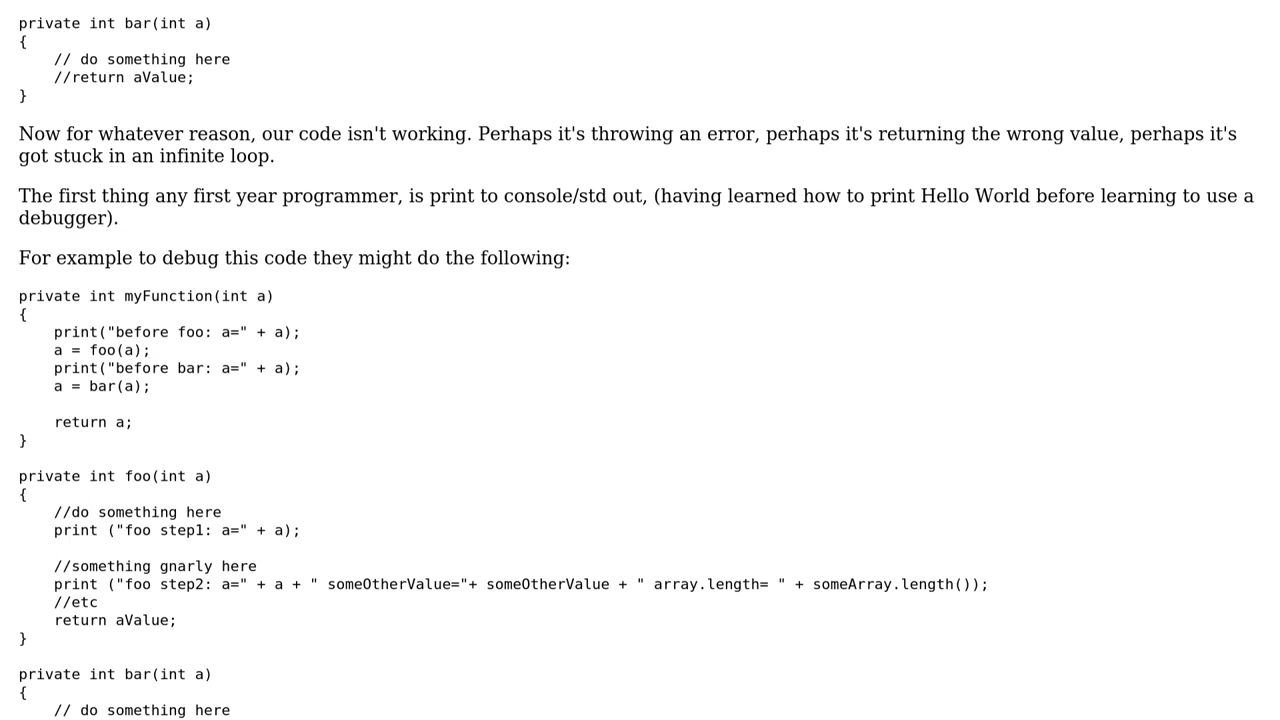 private int bar(int a)
{
    // do something here
    //return aValue;
}
Now for whatever reason, our code isn't working. Perhaps it's throwing an error, perhaps it's returning the wrong value, perhaps it's
got stuck in an infinite loop.
The first thing any first year programmer, is print to console/std out, (having learned how to print Hello World before learning to use a
debugger).
For example to debug this code they might do the following:
private int myFunction(int a)
{
    print("before foo: a=" + a);
    a = foo(a);
    print("before bar: a=" + a);
    a = bar(a);

    return a;
}

private int foo(int a)
{
    //do something here
    print ("foo step1: a=" + a);

    //something gnarly here
    print ("foo step2: a=" + a + " someOtherValue="+ someOtherValue + " array.length= " + someArray.length());
    //etc
    return aValue;
}

private int bar(int a)
{
    // do something here